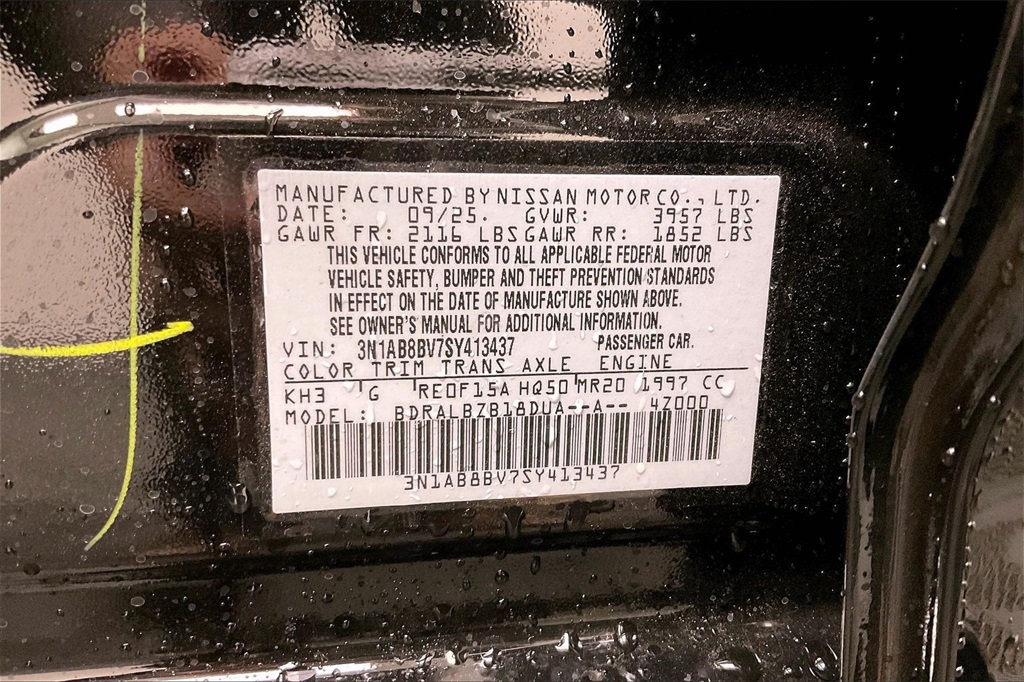 MANUFACTURED BY NISSAN MOTOR CO., LTD.
DATE: 09/25. GVWR: 3957 LBS
GAWR FR: 2116 LBS GAWR RR: 1852 LBS
THIS VEHICLE CONFORMS TO ALL APPLICABLE FEDERAL MOTOR
VEHICLE SAFETY, BUMPER AND THEFT PREVENTION STANDARDS
IN EFFECT ON THE DATE OF MANUFACTURE SHOWN ABOVE.
SEE OWNER'S MANUAL FOR ADDITIONAL INFORMATION.
VIN: 3N1AB8BV7SY413437 PASSENGER CAR.
COLOR TRIM TRANS AXLE ENGINE
KH3 G RE0F15A HQ50 MR20 1997 CC
MODEL: BDRALBZB18DUA--A-- 4Z000
3N1AB8BV7SY413437